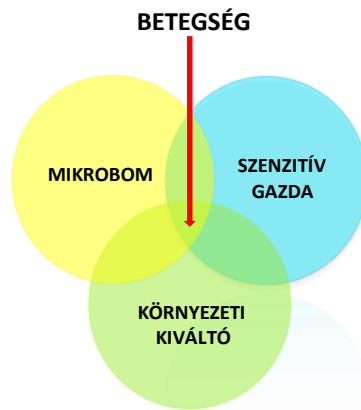 BETEGSÉG
MIKROBOM
SZENZITÍV
GAZDA
KÖRNYEZETI
KIVÁLTÓ